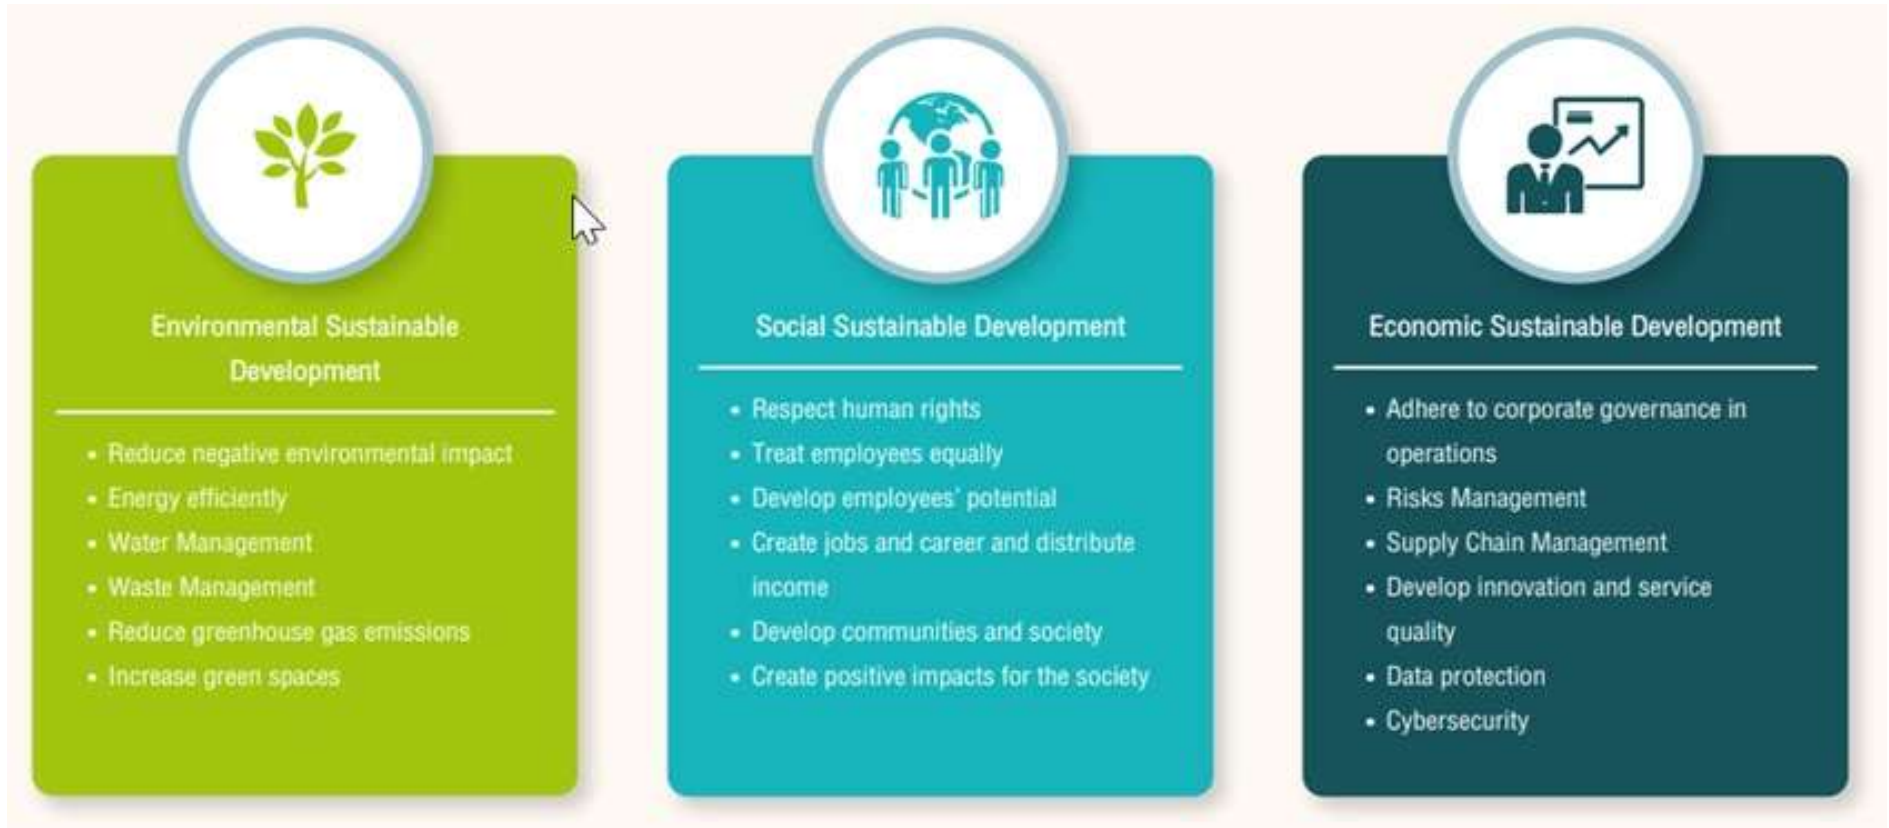 Environmental Sustainable
Development
• Reduce negative environmental impact
• Energy efficiently
• Water Management
• Waste Management
• Reduce greenhouse gas emissions
• Increase green spaces
Social Sustainable Development
• Respect human rights
• Treat employees equally
• Develop employees' potential
• Create jobs and career and distribute
income
• Develop communities and society
• Create positive impacts for the society
Economic Sustainable Development
• Adhere to corporate governance in
operations
• Risks Management
• Supply Chain Management
• Develop innovation and service
quality
• Data protection
• Cybersecurity